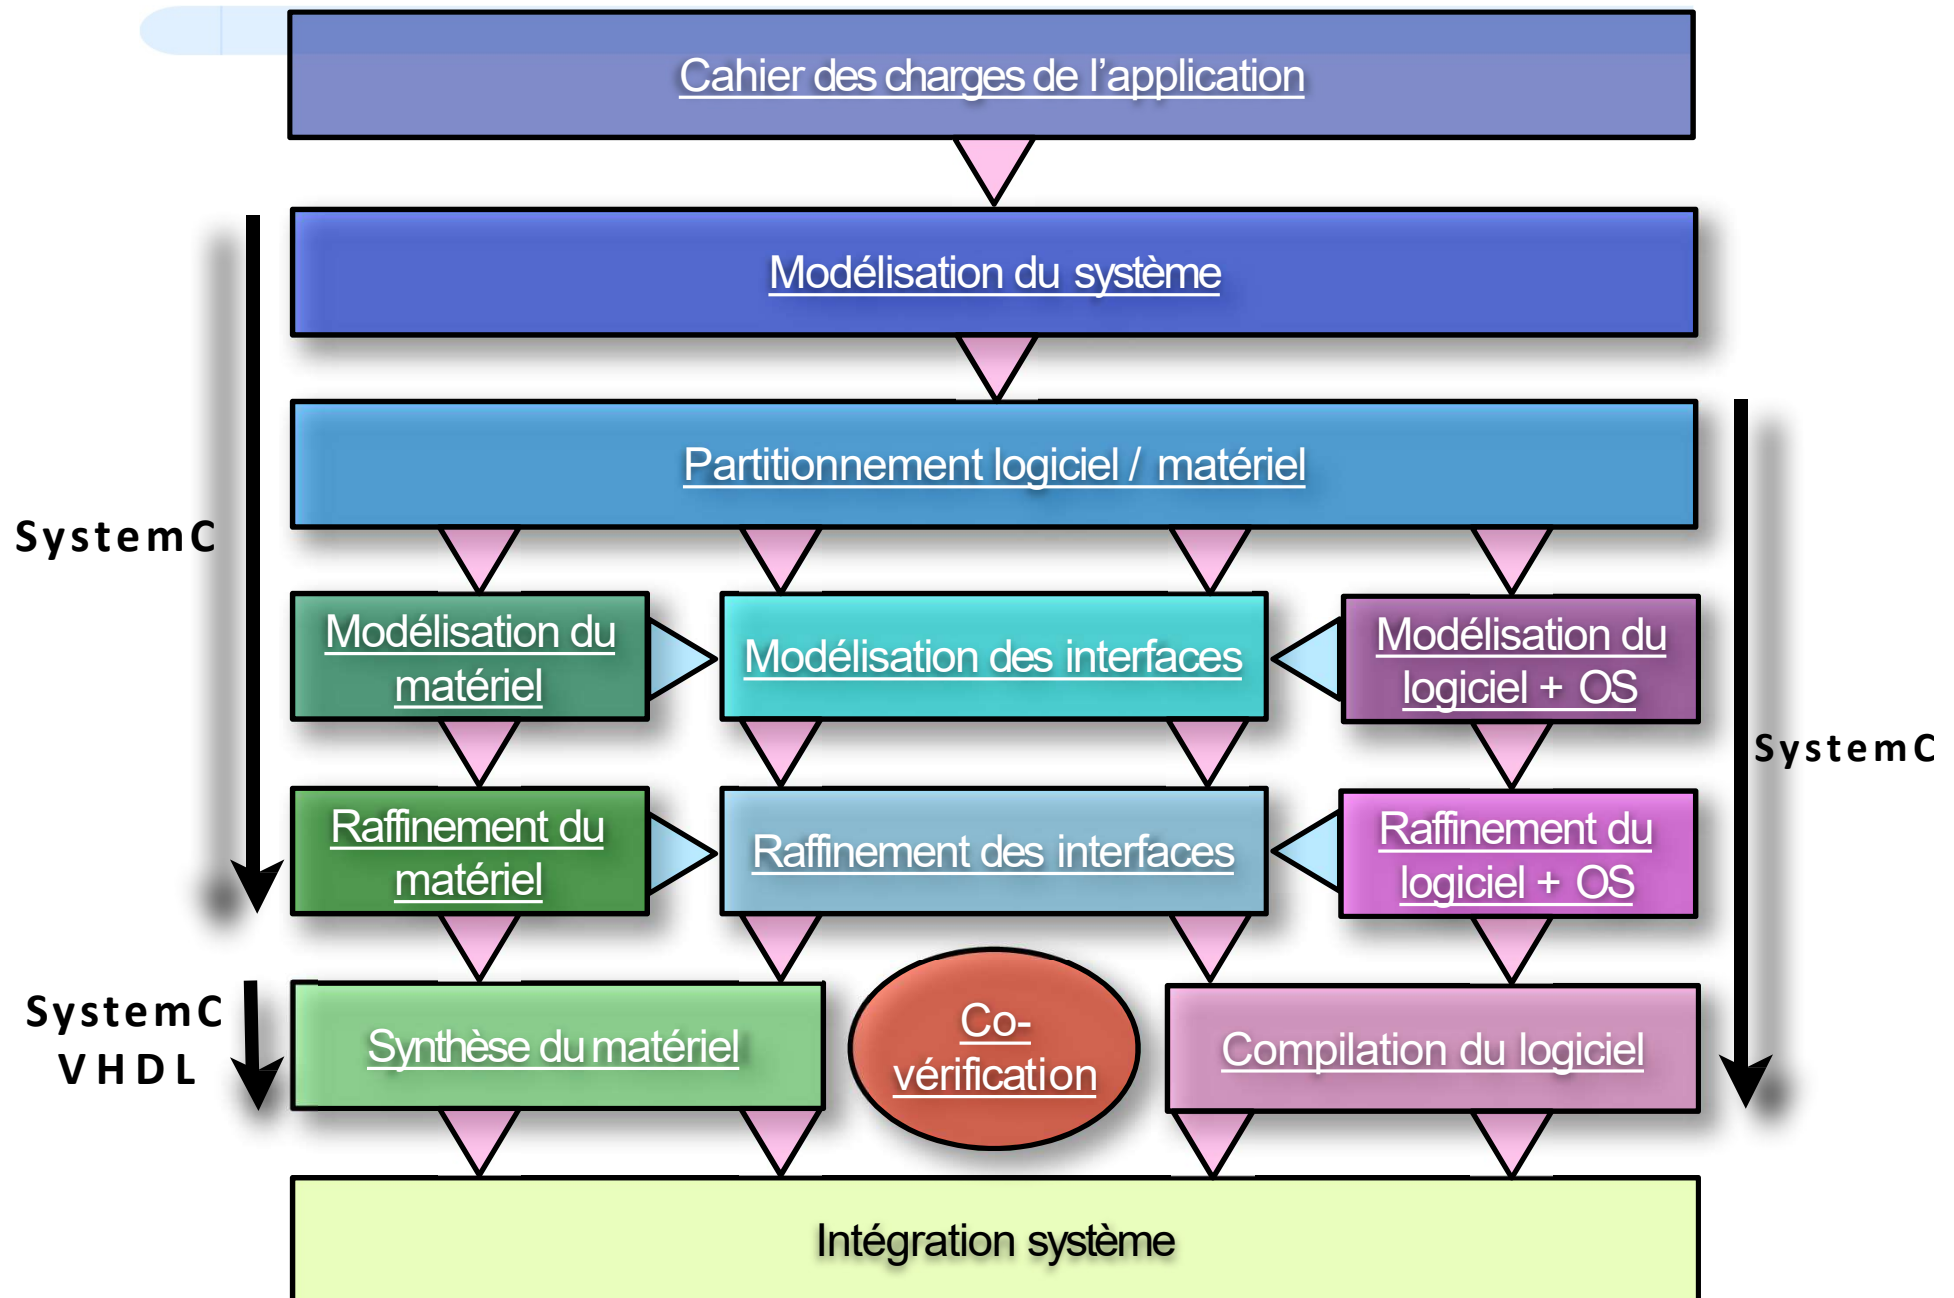 Cahier des charges de l’application
Modélisation du système
Partitionnement logiciel / matériel
SystemC
Modélisation du
matériel
Modélisation des interfaces
Modélisation du
logiciel + OS
SystemC
Raffinement du
matériel
Raffinement des interfaces
Raffinement du
logiciel + OS
SystemC
VHDL
Synthèse du matériel
Co-
vérification
Compilation du logiciel
Intégration système